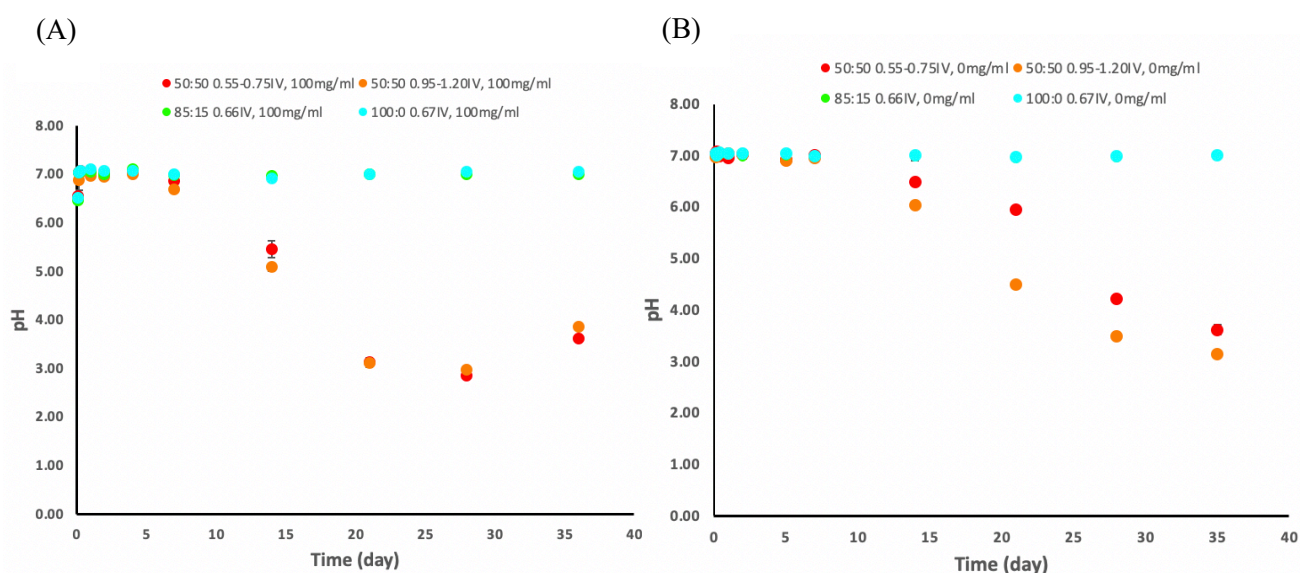 (A)
50:50 0.55-0.75IV, 100mg/ml 50:50 0.95-1.20IV, 100mg/ml
85:15 0.66IV, 100mg/ml 100:0 0.67IV, 100mg/ml
8.00
7.00
6.00
5.00
4.00
3.00
2.00
1.00
0.00
pH
0 5 10 15 20 25 30 35 40
Time (day)
(B)
50:50 0.55-0.75IV, 0mg/ml 50:50 0.95-1.20IV, 0mg/ml
85:15 0.66IV, 0mg/ml 100:0 0.67IV, 0mg/ml
8.00
7.00
6.00
5.00
4.00
3.00
2.00
1.00
0.00
pH
0 5 10 15 20 25 30 35 40
Time (day)